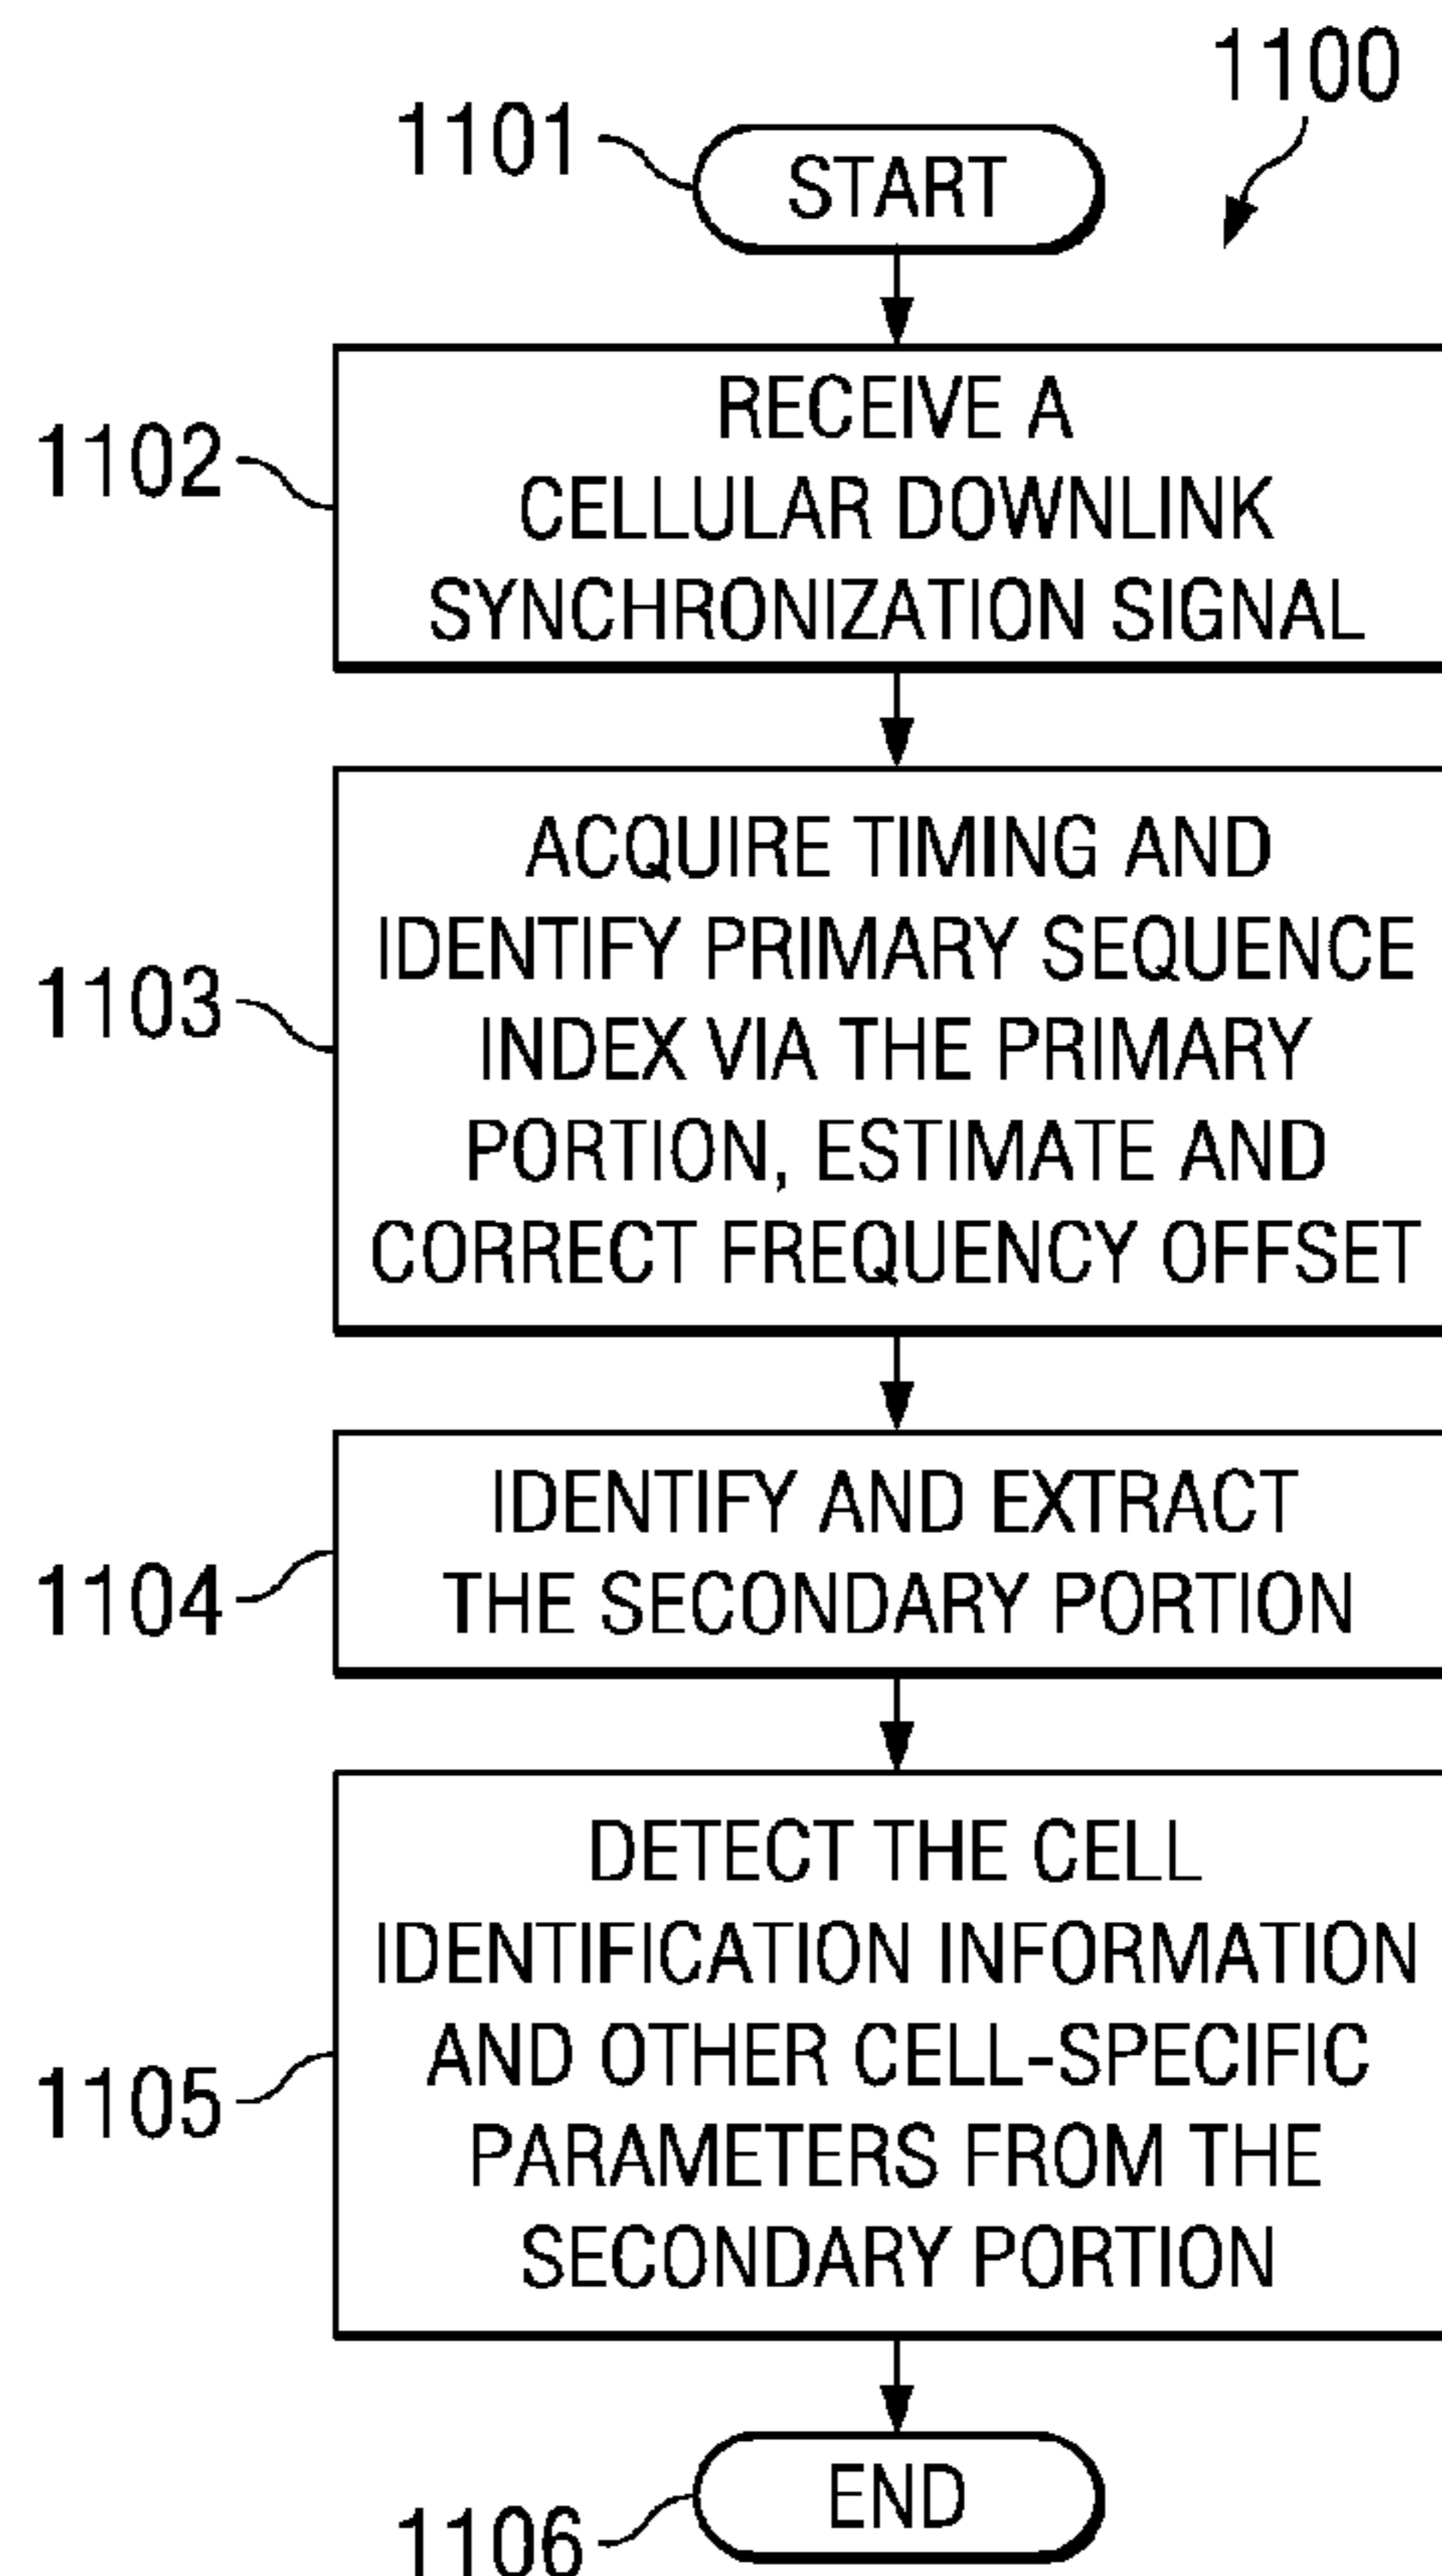 1100
1101
START
1102
RECEIVE A
CELLULAR DOWNLINK
SYNCHRONIZATION SIGNAL
1103
ACQUIRE TIMING AND
IDENTIFY PRIMARY SEQUENCE
INDEX VIA THE PRIMARY
PORTION, ESTIMATE AND
CORRECT FREQUENCY OFFSET
1104
IDENTIFY AND EXTRACT
THE SECONDARY PORTION
1105
DETECT THE CELL
IDENTIFICATION INFORMATION
AND OTHER CELL-SPECIFIC
PARAMETERS FROM THE
SECONDARY PORTION
1106
END